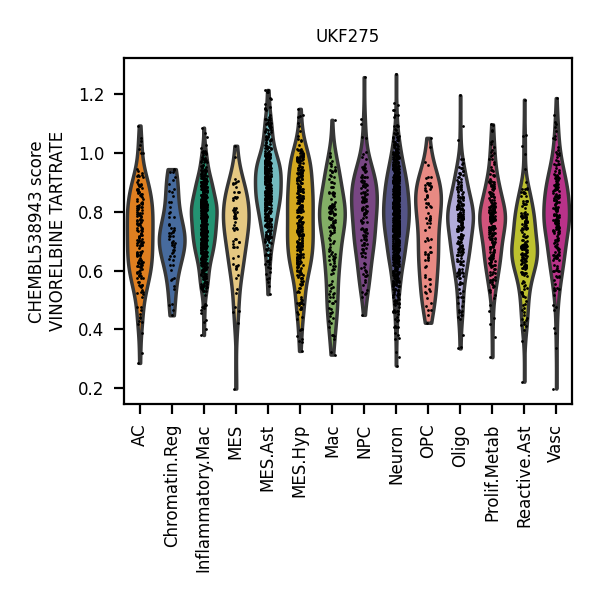 UKF275
CHEMBL538943 score
VINORELBINE TARTRATE
1.2
1.0
0.8
0.6
0.4
0.2
AC
Chromatin.Reg
Inflammatory.Mac
MES
MES.Ast
MES.Hyp
Mac
NPC
Neuron
OPC
Oligo
Prolif.Metab
Reactive.Ast
Vasc